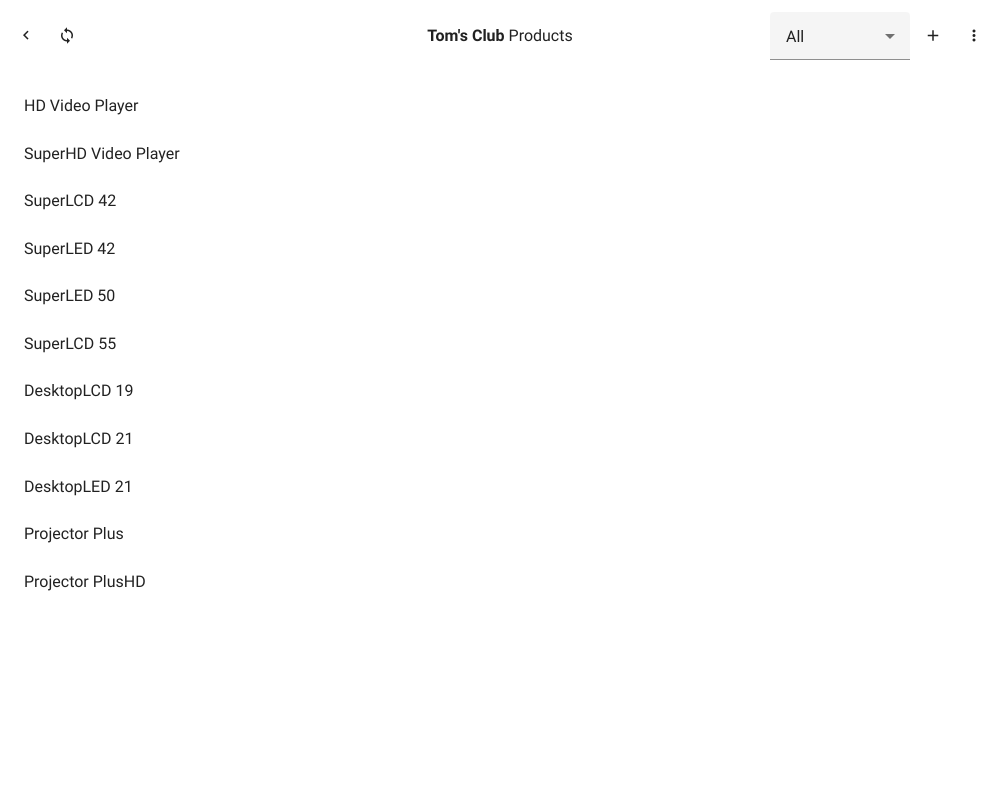 Tom's Club Products
All
HD Video Player
SuperHD Video Player
SuperLCD 42
SuperLED 42
SuperLED 50
SuperLCD 55
DesktopLCD 19
DesktopLCD 21
DesktopLED 21
Projector Plus
Projector PlusHD